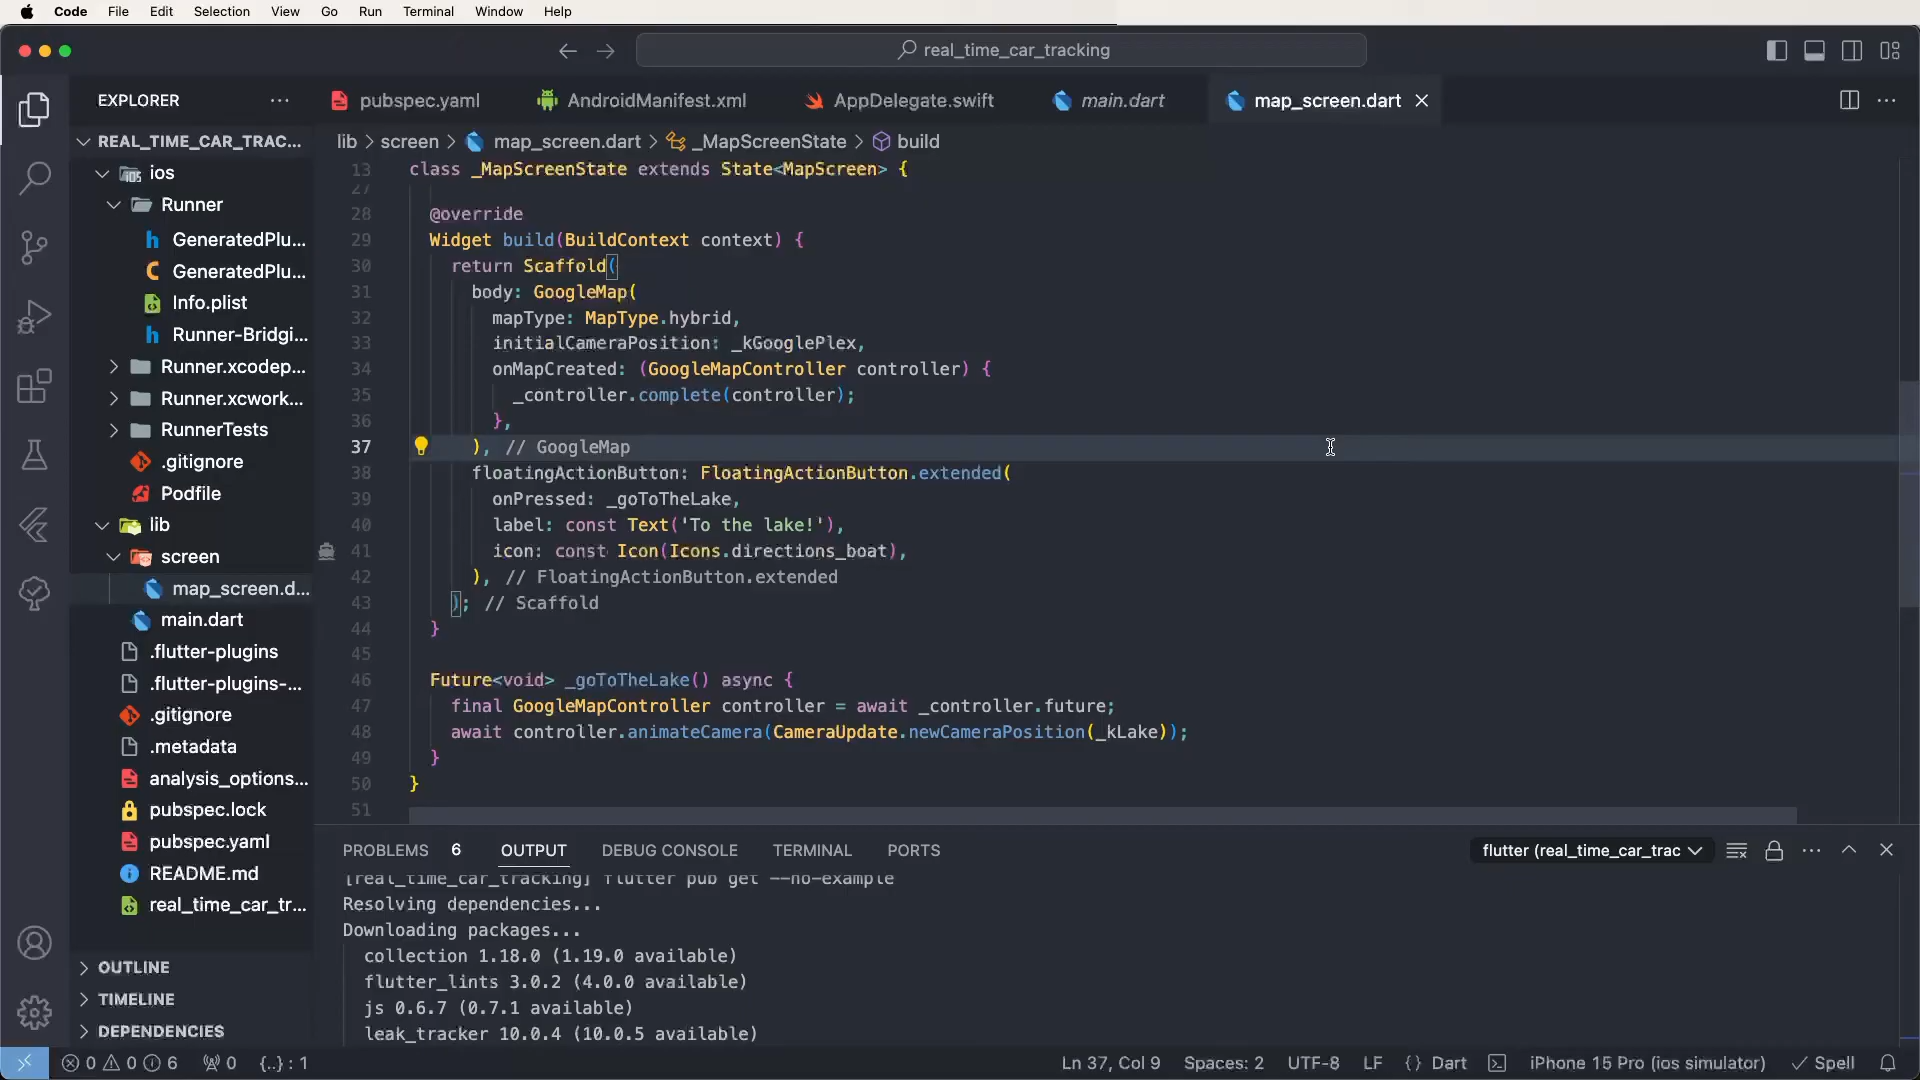 Code File Edit Selection View Go Run Terminal Window Help
real_time_car_tracking
EXPLORER
pubspec.yaml
AndroidManifest.xml
AppDelegate.swift
main.dart
map_screen.dart
REAL_TIME_CAR_TRAC...
ios
Runner
GeneratedPlu...
GeneratedPlu...
Info.plist
Runner-Bridgi...
Runner.xcodep...
Runner.xcwork...
RunnerTests
.gitignore
Podfile
lib
screen
map_screen.d...
main.dart
.flutter-plugins
.flutter-plugins-...
.gitignore
.metadata
analysis_options...
pubspec.lock
pubspec.yaml
README.md
real_time_car_tr...
OUTLINE
TIMELINE
DEPENDENCIES
lib > screen > map_screen.dart > _MapScreenState > build
13 class _MapScreenState extends State<MapScreen> {
27
28 @override
29 Widget build(BuildContext context) {
30 return Scaffold(
31 body: GoogleMap(
32 mapType: MapType.hybrid,
33 initialCameraPosition: _kGooglePlex,
34 onMapCreated: (GoogleMapController controller) {
35 _controller.complete(controller);
36 },
37 ), // GoogleMap
38 floatingActionButton: FloatingActionButton.extended(
39 onPressed: _goToTheLake,
40 label: const Text('To the lake!'),
41 icon: const Icon(Icons.directions_boat),
42 ), // FloatingActionButton.extended
43 ); // Scaffold
44 }
45
46 Future<void> _goToTheLake() async {
47 final GoogleMapController controller = await _controller.future;
48 await controller.animateCamera(CameraUpdate.newCameraPosition(_kLake));
49 }
50 }
51
PROBLEMS 6 OUTPUT DEBUG CONSOLE TERMINAL PORTS
flutter (real_time_car_trac
[real_time_car_tracking] flutter pub get --no-example
Resolving dependencies...
Downloading packages...
collection 1.18.0 (1.19.0 available)
flutter_lints 3.0.2 (4.0.0 available)
js 0.6.7 (0.7.1 available)
leak_tracker 10.0.4 (10.0.5 available)
0 0 6 0 {..} : 1
Ln 37, Col 9 Spaces: 2 UTF-8 LF {} Dart iPhone 15 Pro (ios simulator) Spell